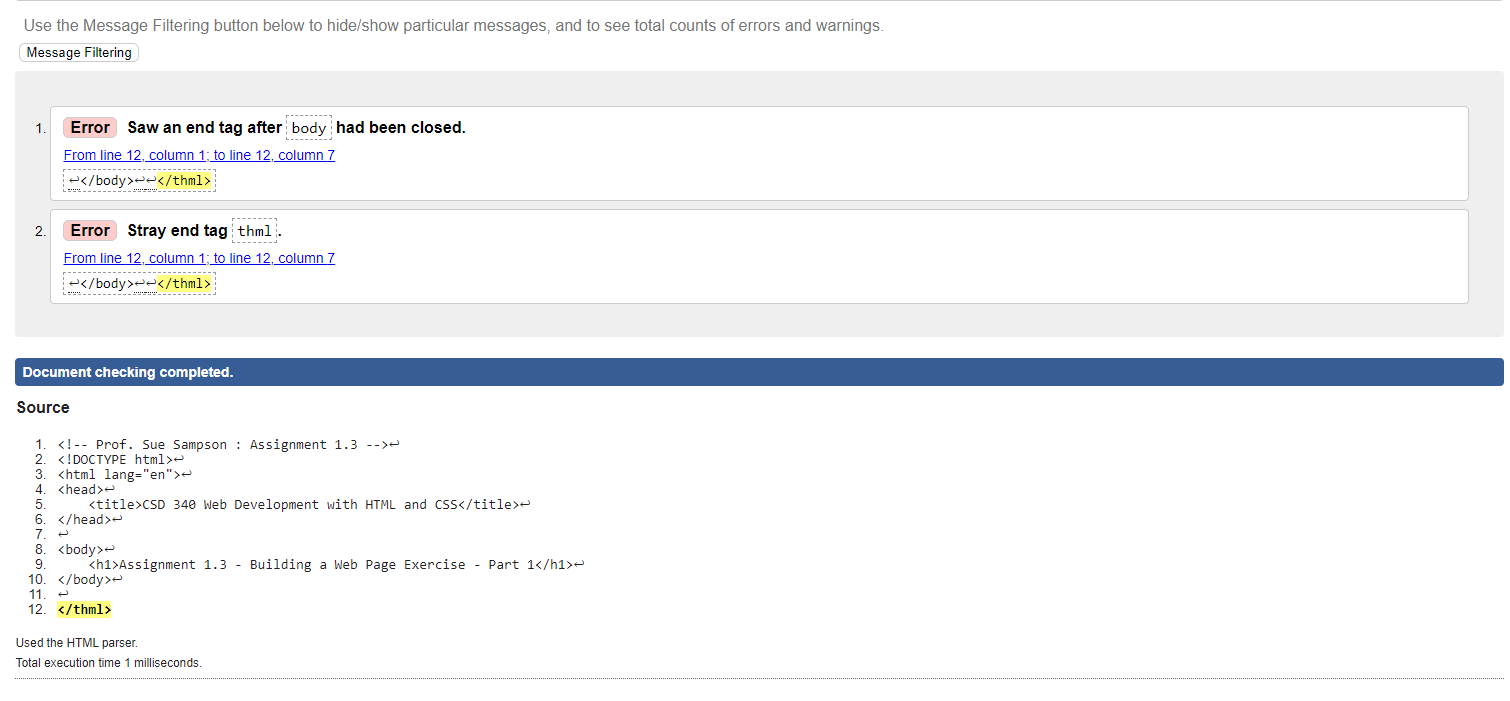 Use the Message Filtering button below to hide/show particular messages, and to see total counts of errors and warnings.
Message Filtering
1. Error Saw an end tag after body had been closed.
From line 12, column 1; to line 12, column 7
↩</body>↩↩</thml>
2. Error Stray end tag thml.
From line 12, column 1; to line 12, column 7
↩</body>↩↩</thml>
Document checking completed.
Source
1. <!-- Prof. Sue Sampson : Assignment 1.3 -->↩
2. <!DOCTYPE html>↩
3. <html lang="en">↩
4. <head>↩
5.     <title>CSD 340 Web Development with HTML and CSS</title>↩
6. </head>↩
7. ↩
8. <body>↩
9.     <h1>Assignment 1.3 - Building a Web Page Exercise - Part 1</h1>↩
10. </body>↩
11. ↩
12. </thml>
Used the HTML parser.
Total execution time 1 milliseconds.